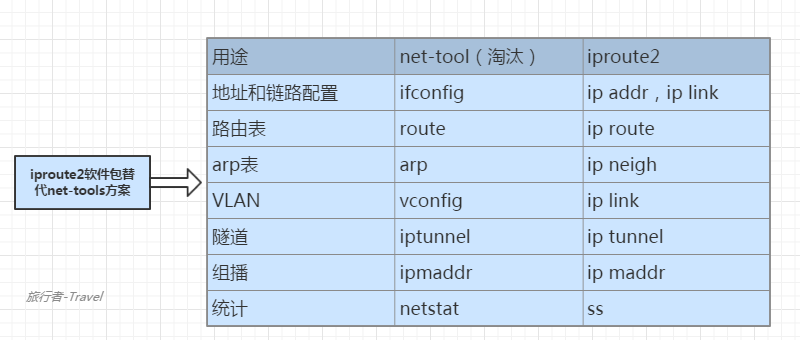 iproute2软件包替
代net-tools方案
用途 net-tool（淘汰） iproute2
地址和链路配置 ifconfig ip addr，ip link
路由表 route ip route
arp表 arp ip neigh
VLAN vconfig ip link
隧道 iptunnel ip tunnel
组播 ipmaddr ip maddr
统计 netstat ss
旅行者-Travel